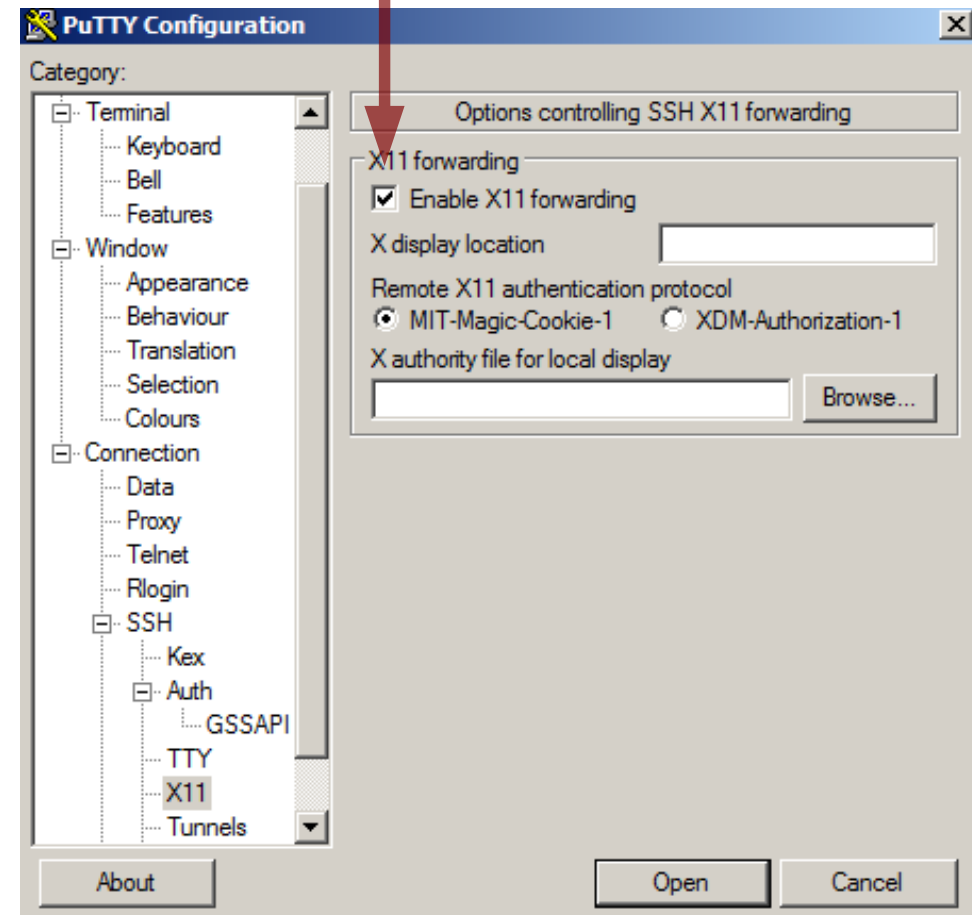 PuTTY Configuration
Category:
Terminal
Keyboard
Bell
Features
Window
Appearance
Behaviour
Translation
Selection
Colours
Connection
Data
Proxy
Telnet
Rlogin
SSH
Kex
Auth
GSSAPI
TTY
X11
Tunnels
Options controlling SSH X11 forwarding
X11 forwarding
Enable X11 forwarding
X display location
Remote X11 authentication protocol
MIT-Magic-Cookie-1 XDM-Authorization-1
X authority file for local display
Browse...
About Open Cancel